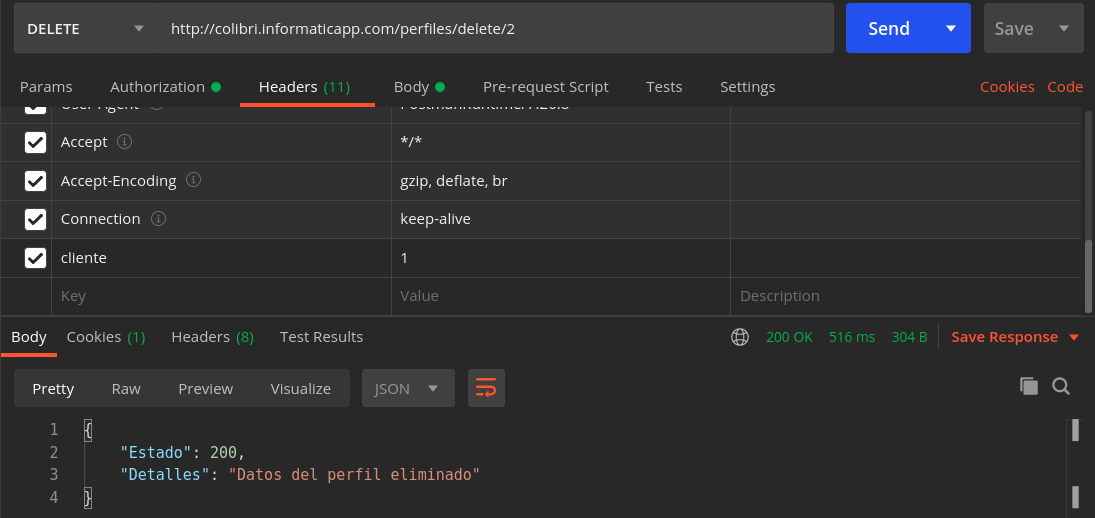 DELETE http://colibri.informaticapp.com/perfiles/delete/2 Send Save
Params Authorization Headers (11) Body Pre-request Script Tests Settings Cookies Code
Accept */*
Accept-Encoding gzip, deflate, br
Connection keep-alive
cliente 1
Key Value Description
Body Cookies (1) Headers (8) Test Results 200 OK 516 ms 304 B Save Response
Pretty Raw Preview Visualize JSON
1 {
2 "Estado": 200,
3 "Detalles": "Datos del perfil eliminado"
4 }